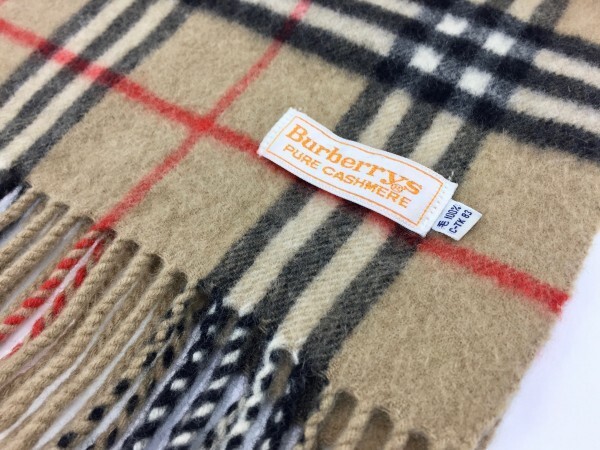 Burberrys
PURE CASHMERE
毛 100%
C-TK 83